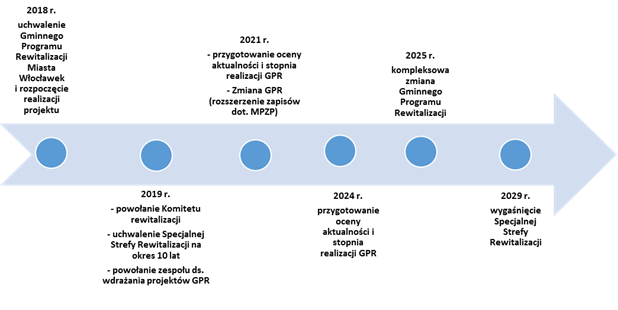 2018 r.
uchwalenie
Gminnego
Programu
Rewitalizacji
Miasta
Włocławek
i rozpoczęcie
realizacji
projektu
2019 r.
- powołanie Komitetu
rewitalizacji
- uchwalenie Specjalnej
Strefy Rewitalizacji na
okres 10 lat
- powołanie zespołu ds.
wdrażania projektów GPR
2021 r.
- przygotowanie oceny
aktualności i stopnia
realizacji GPR
- Zmiana GPR
(rozszerzenie zapisów
dot. MPZP)
2024 r.
przygotowanie
oceny
aktualności i
stopnia
realizacji GPR
2025 r.
kompleksowa
zmiana
Gminnego
Programu
Rewitalizacji
2029 r.
wygaśnięcie
Specjalnej
Strefy
Rewitalizacji